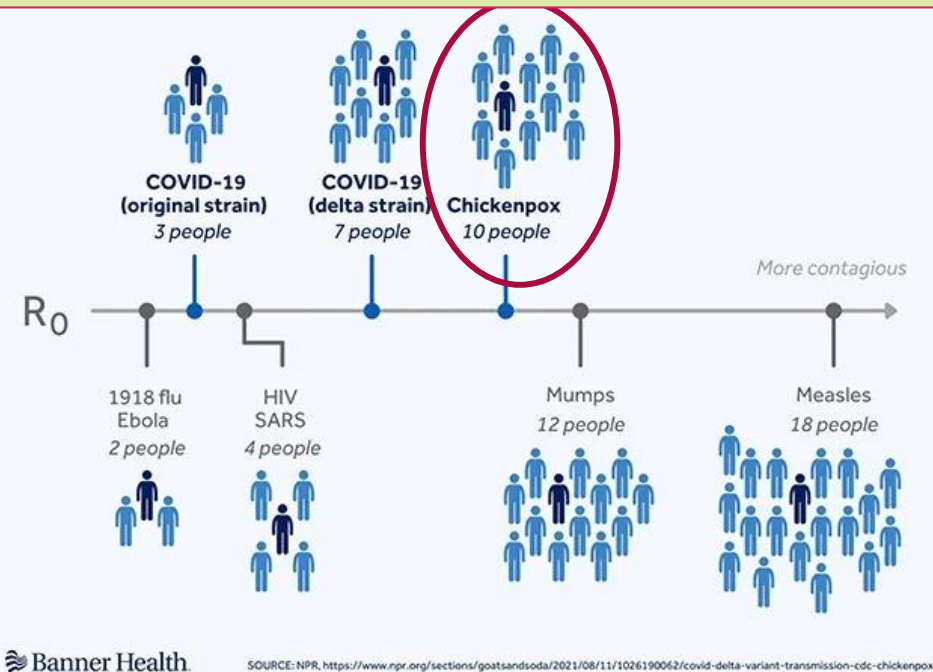 COVID-19
(original strain)
3 people
COVID-19
(delta strain)
7 people
Chickenpox
10 people
More contagious
R₀
1918 flu
Ebola
2 people
HIV
SARS
4 people
Mumps
12 people
Measles
18 people
Banner Health
SOURCE: NPR, https://www.npr.org/sections/goatsandsoda/2021/08/11/1026190062/covid-delta-variant-transmission-cdc-chickenpox